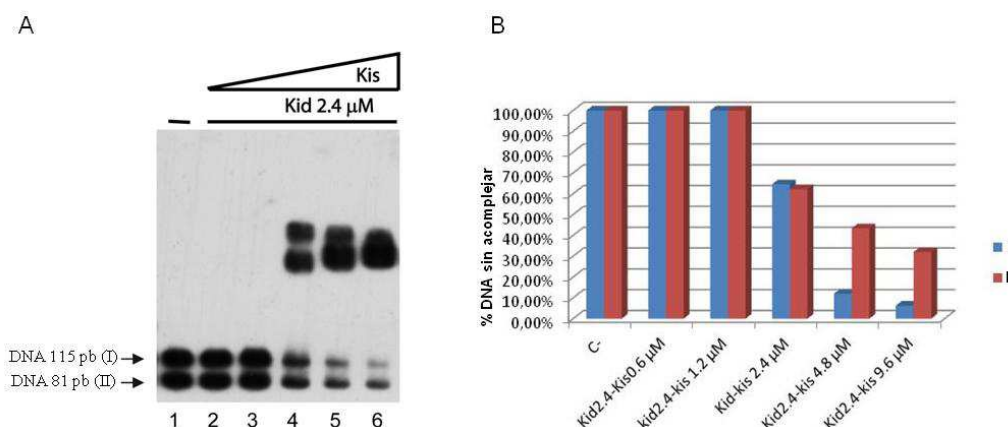 A
Kis
Kid 2.4 µM
DNA 115 pb (I)
DNA 81 pb (II)
1 2 3 4 5 6
B
% DNA sin acomplejar
100,00%
90,00%
80,00%
70,00%
60,00%
50,00%
40,00%
30,00%
20,00%
10,00%
0,00%
C-
Kid2.4-Kis0.6 µM
kid2.4-kis 1.2 µM
Kid-kis 2.4 µM
Kid2.4-kis 4.8 µM
Kid2.4-kis 9.6 µM